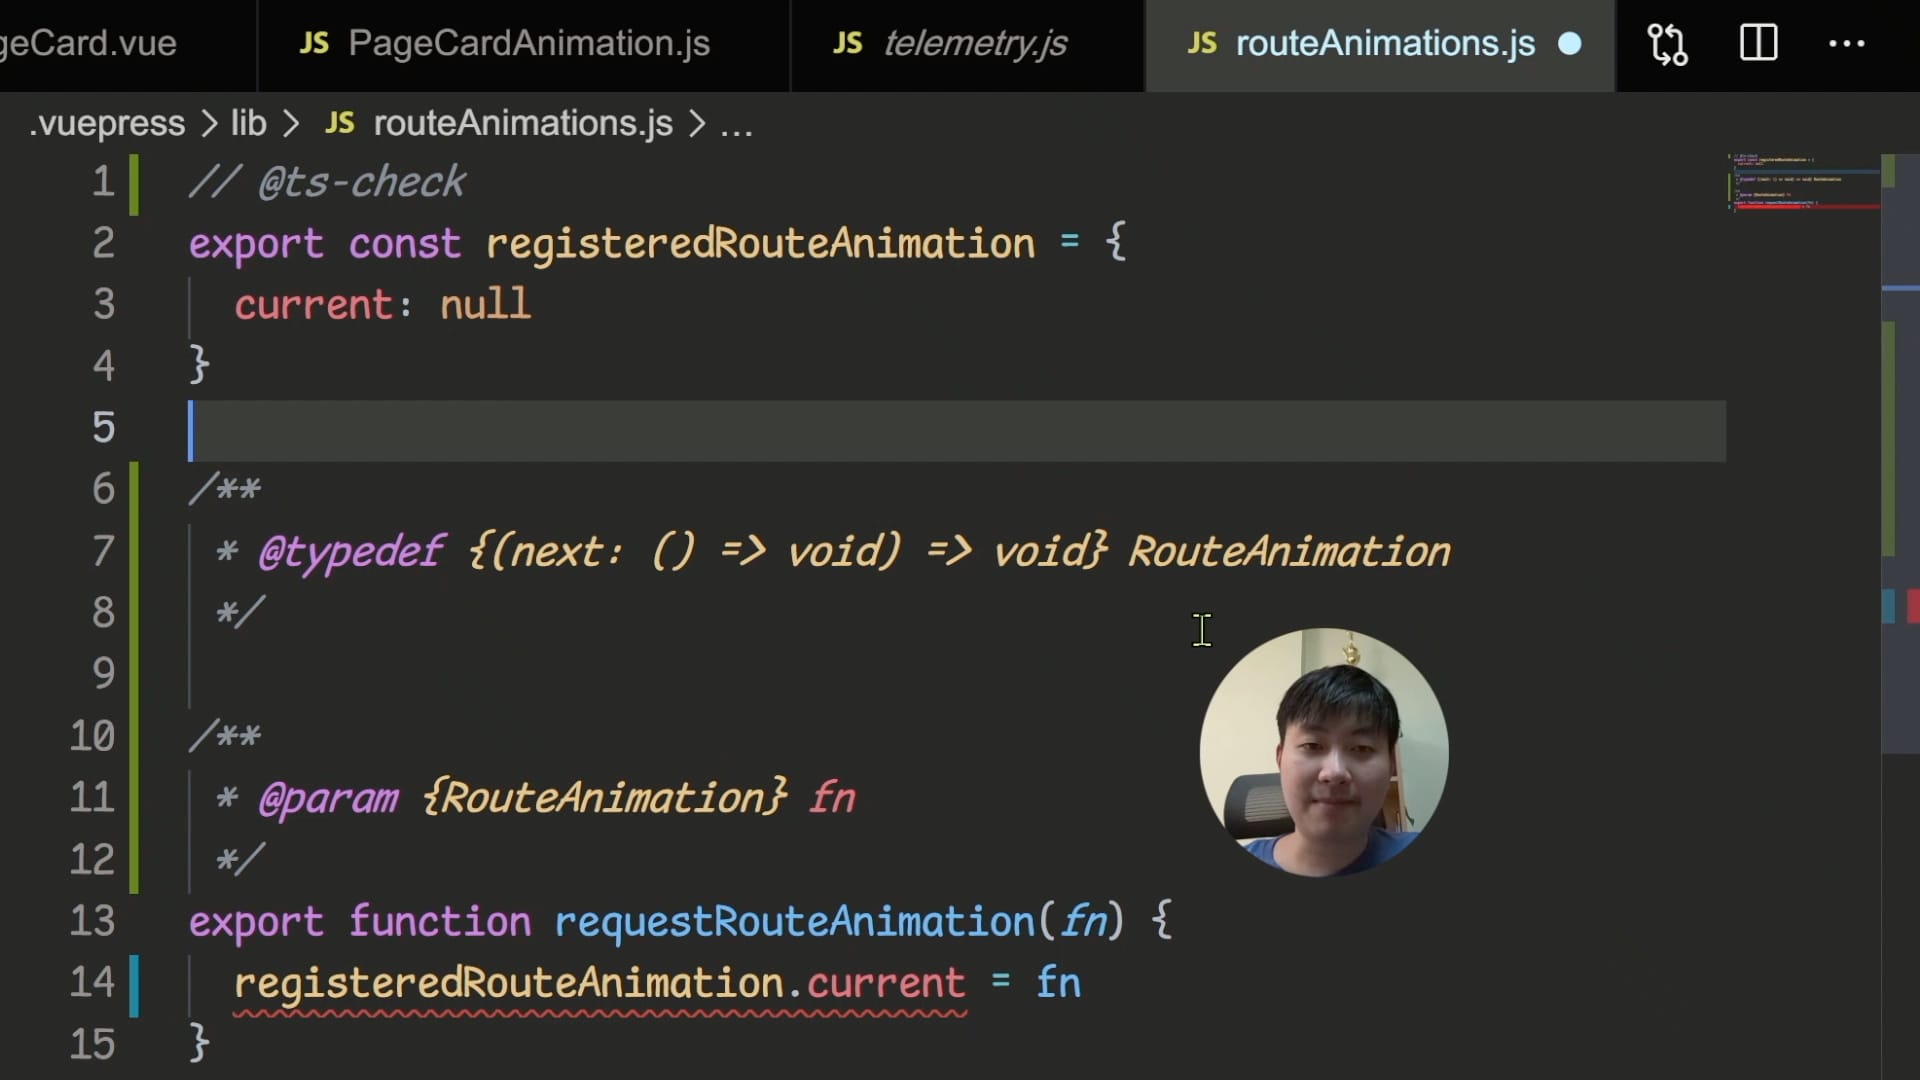 geCard.vue
JS PageCardAnimation.js
JS telemetry.js
JS routeAnimations.js
.vuepress > lib > JS routeAnimations.js > ...
1 // @ts-check
2 export const registeredRouteAnimation = {
3 current: null
4 }
5
6 /**
7 * @typedef {(next: () => void) => void} RouteAnimation
8 */
9
10 /**
11 * @param {RouteAnimation} fn
12 */
13 export function requestRouteAnimation(fn) {
14 registeredRouteAnimation.current = fn
15 }